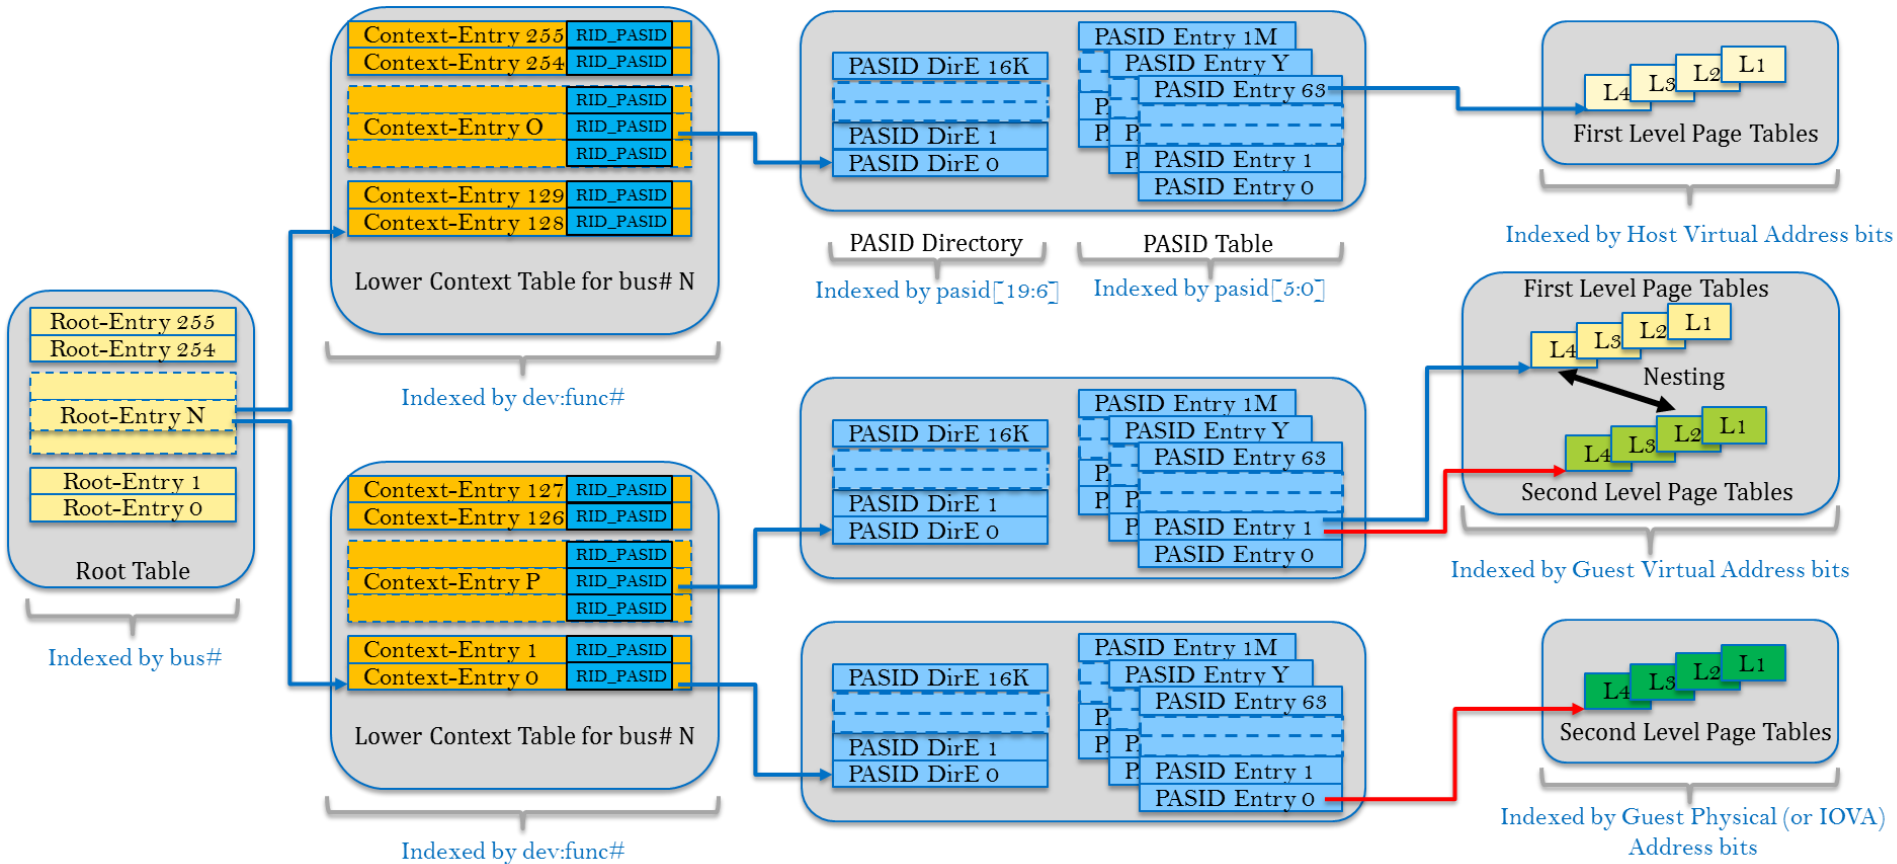 Root-Entry 255
Root-Entry 254
Root-Entry N
Root-Entry 1
Root-Entry 0
Root Table
Indexed by bus#
Context-Entry 255 RID_PASID
Context-Entry 254 RID_PASID
RID_PASID
Context-Entry O RID_PASID
RID_PASID
Context-Entry 129 RID_PASID
Context-Entry 128 RID_PASID
Lower Context Table for bus# N
Indexed by dev:func#
Context-Entry 127 RID_PASID
Context-Entry 126 RID_PASID
RID_PASID
Context-Entry P RID_PASID
RID_PASID
Context-Entry 1 RID_PASID
Context-Entry 0 RID_PASID
Lower Context Table for bus# N
Indexed by dev:func#
PASID DirE 16K
PASID DirE 1
PASID DirE 0
PASID Entry 1M
PASID Entry Y
PASID Entry 63
P
P
P
P
PASID Entry 1
PASID Entry 0
PASID Directory
Indexed by pasid[19:6]
PASID Table
Indexed by pasid[5:0]
L4 L3 L2 L1
First Level Page Tables
Indexed by Host Virtual Address bits
PASID DirE 16K
PASID DirE 1
PASID DirE 0
PASID Entry 1M
PASID Entry Y
PASID Entry 63
P
P
P
P
PASID Entry 1
PASID Entry 0
First Level Page Tables
L4 L3 L2 L1
Nesting
L4 L3 L2 L1
Second Level Page Tables
Indexed by Guest Virtual Address bits
PASID DirE 16K
PASID DirE 1
PASID DirE 0
PASID Entry 1M
PASID Entry Y
PASID Entry 63
P
P
P
P
PASID Entry 1
PASID Entry 0
L4 L3 L2 L1
Second Level Page Tables
Indexed by Guest Physical (or IOVA)
Address bits